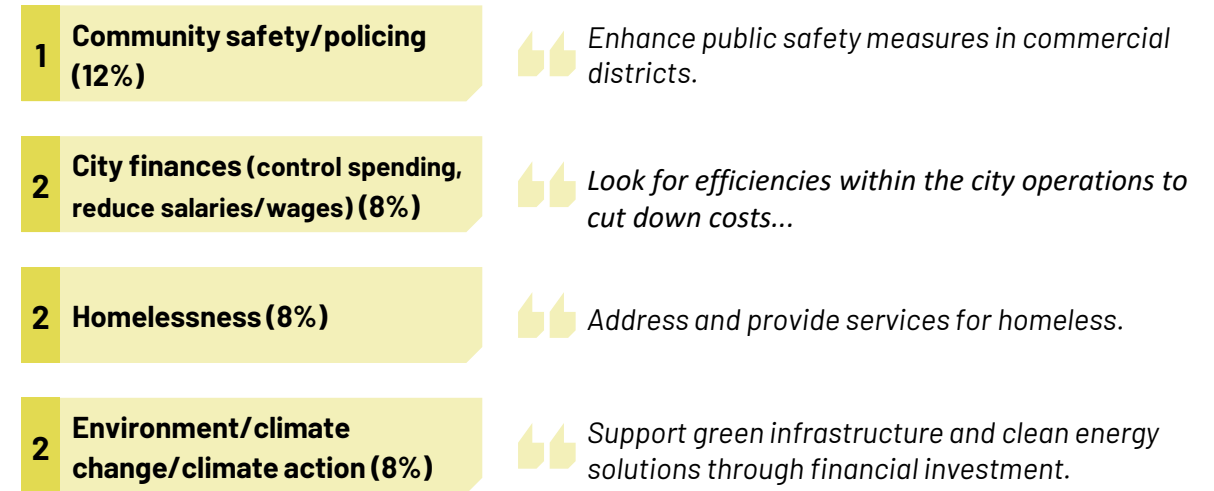 1
Community safety/policing
(12%)
Enhance public safety measures in commercial
districts.
2
City finances (control spending,
reduce salaries/wages) (8%)
Look for efficiencies within the city operations to
cut down costs...
2
Homelessness (8%)
Address and provide services for homeless.
2
Environment/climate
change/climate action (8%)
Support green infrastructure and clean energy
solutions through financial investment.